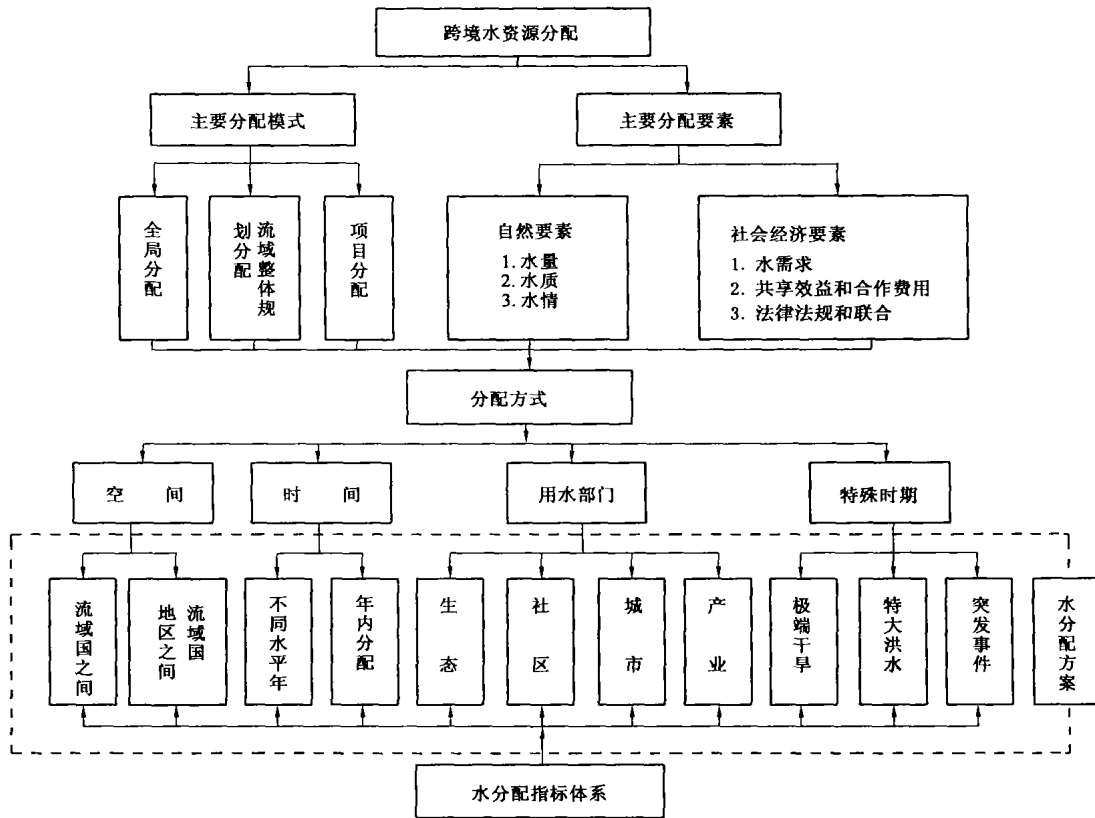 跨境水资源分配
主要分配模式
主要分配要素
全局分配
流域整体规
划分配
项目分配
自然要素
1. 水量
2. 水质
3. 水情
社会经济要素
1. 水需求
2. 共享效益和合作费用
3. 法律法规和联合
分配方式
空 间
时 间
用水部门
特殊时期
流域国之间
流域国
地区之间
不同水平年
年内分配
生 态
社 区
城 市
产 业
极端干旱
特大洪水
突发事件
水分配方案
水分配指标体系